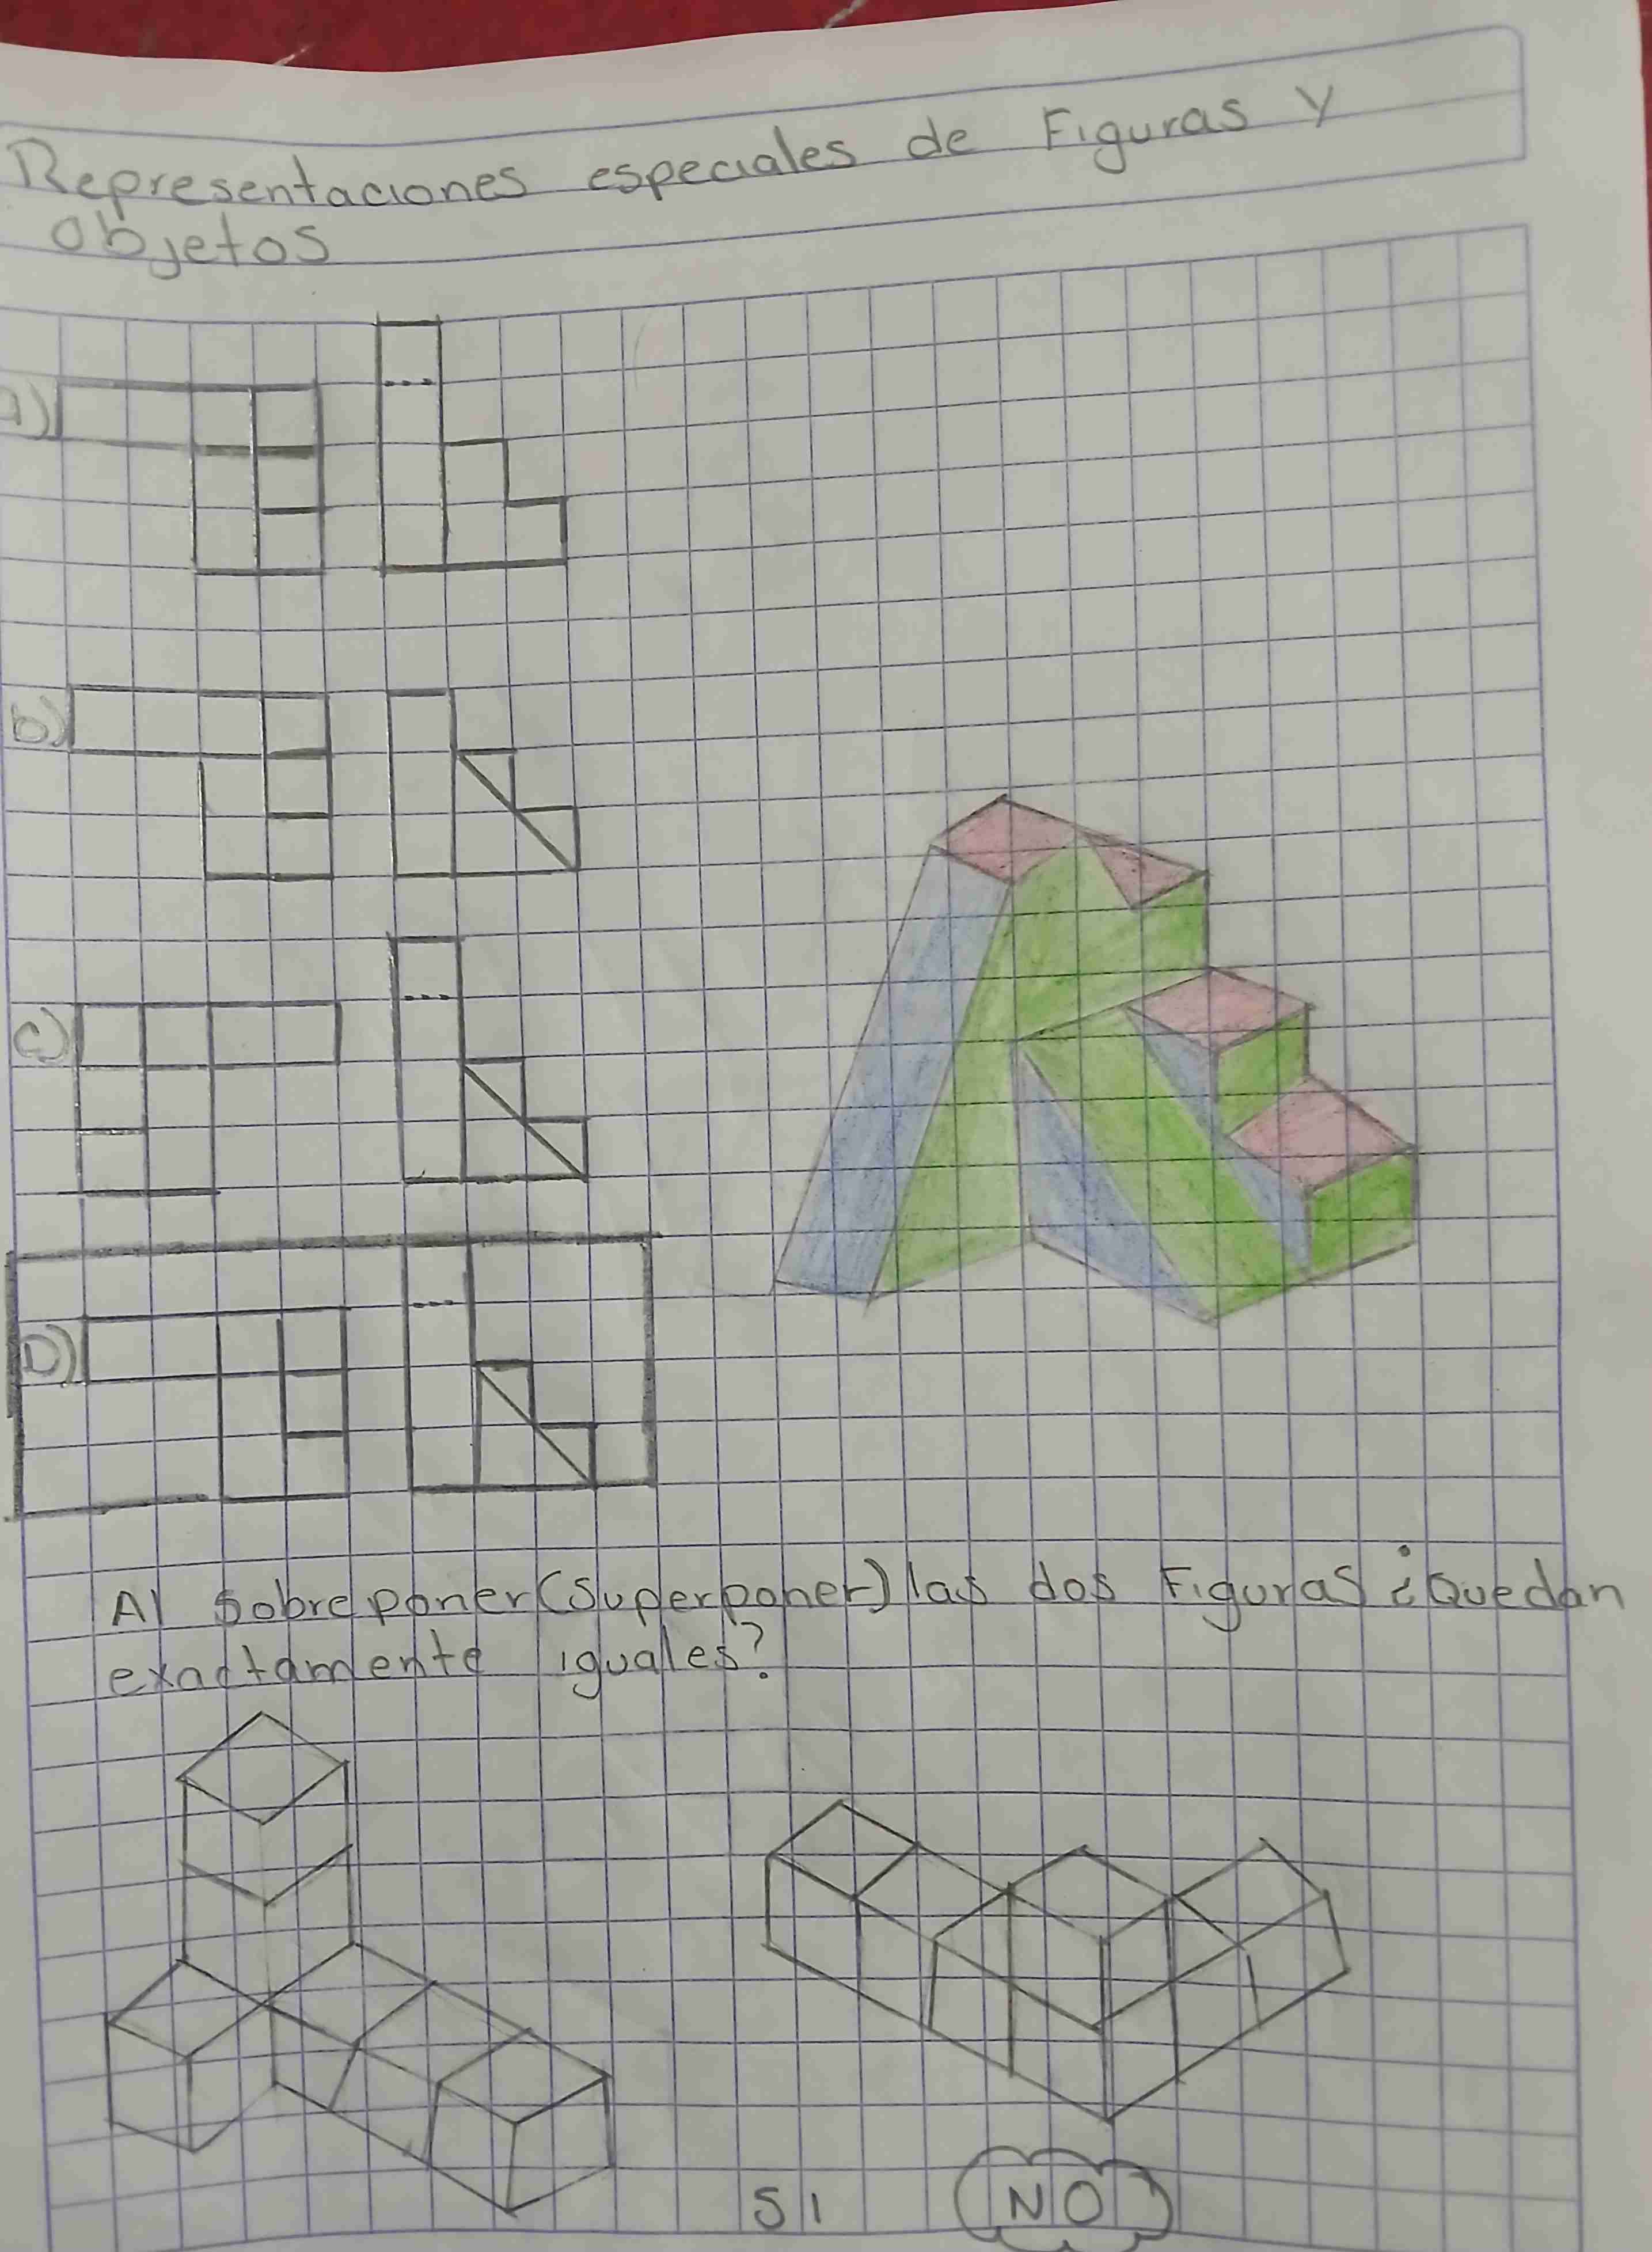 Representaciones especiales de Figuras y
objetos
a)
b)
c)
D)
Al sobreponer(superponer) las dos Figuras ¿Quedan
exactamente iguales?
SI NO